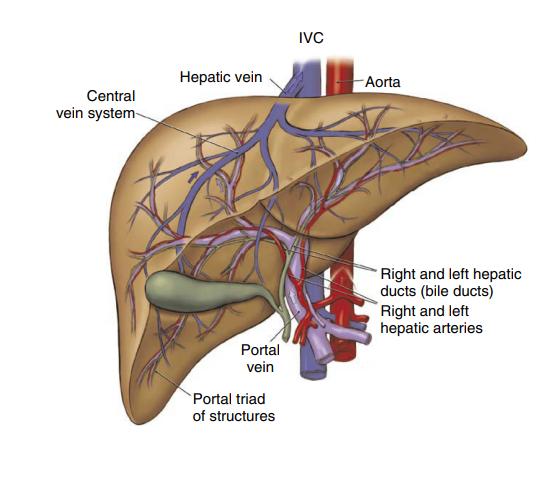 IVC
Hepatic vein
Aorta
Central
vein system
Right and left hepatic
ducts (bile ducts)
Right and left
hepatic arteries
Portal
vein
Portal triad
of structures